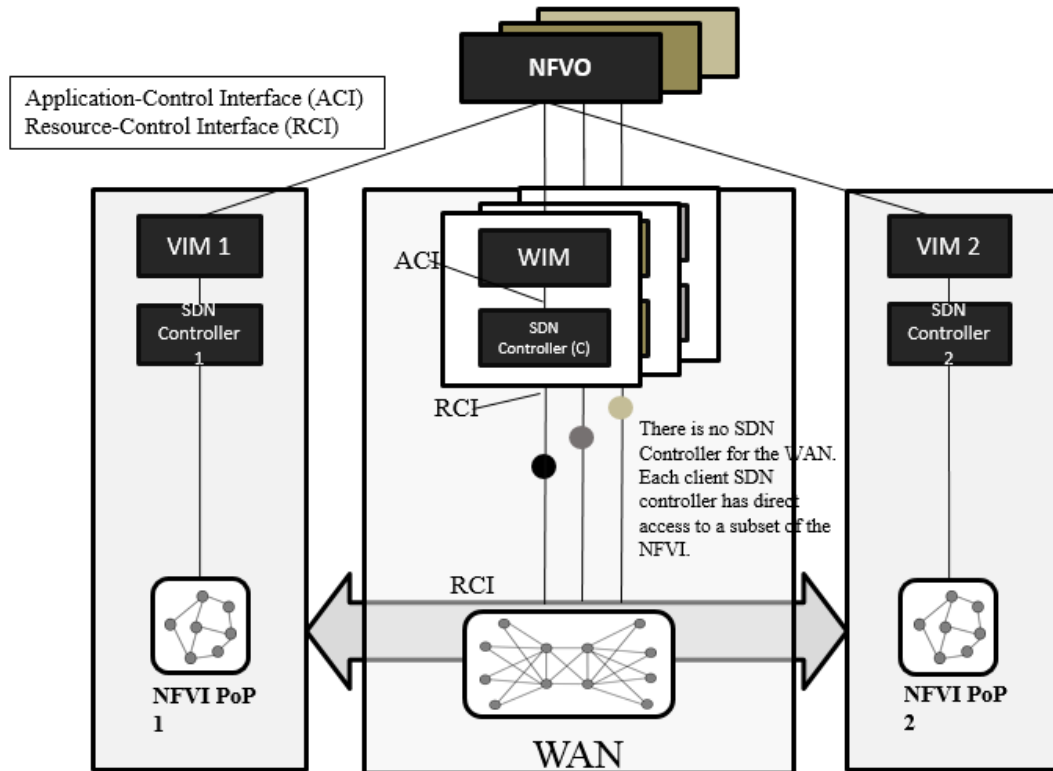 NFVO
Application-Control Interface (ACI)
Resource-Control Interface (RCI)
VIM 1
SDN
Controller
1
ACI
WIM
SDN
Controller (C)
RCI
VIM 2
SDN
Controller
2
There is no SDN
Controller for the WAN.
Each client SDN
controller has direct
access to a subset of the
NFVI.
RCI
NFVI PoP
1
WAN
NFVI PoP
2